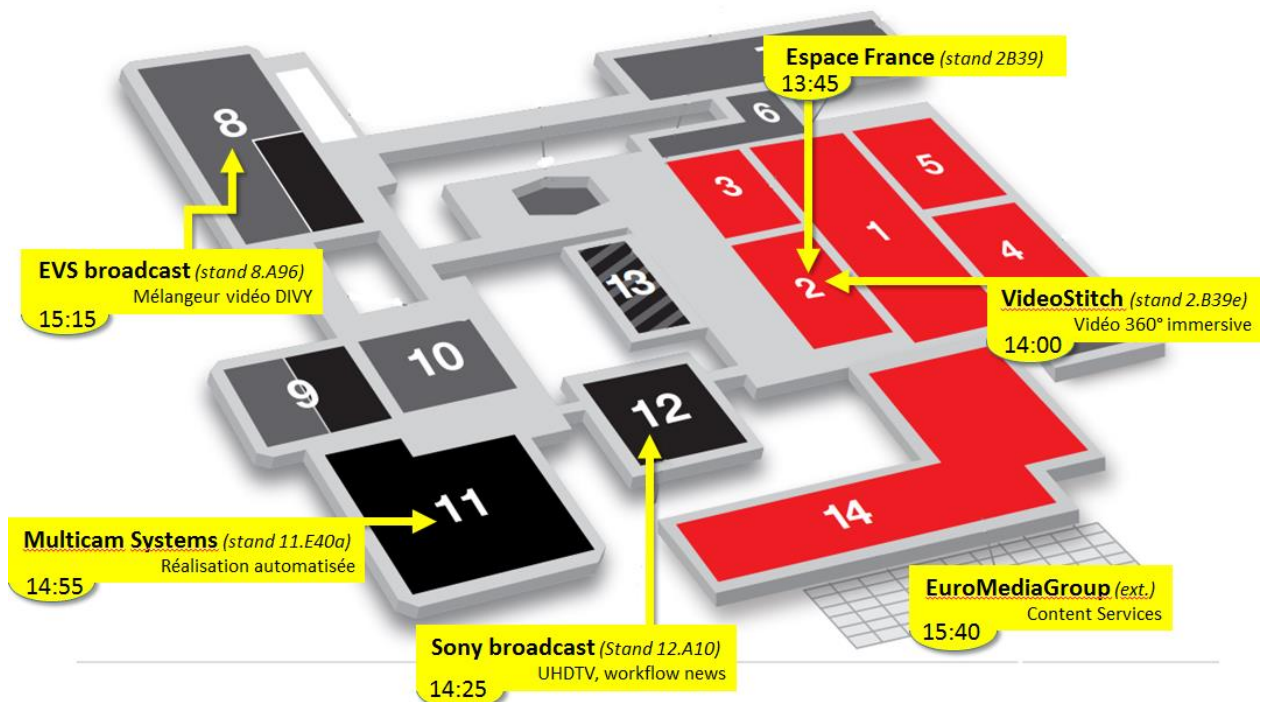 Espace France (stand 2B39)
13:45
8
6
3
5
1
4
2
13
EVS broadcast (stand 8.A96)
Mélangeur vidéo DIVY
15:15
VideoStitch (stand 2.B39e)
Vidéo 360° immersive
14:00
10
9
12
11
14
Multicam Systems (stand 11.E40a)
Réalisation automatisée
14:55
EuroMediaGroup (ext.)
Content Services
15:40
Sony broadcast (Stand 12.A10)
UHDTV, workflow news
14:25